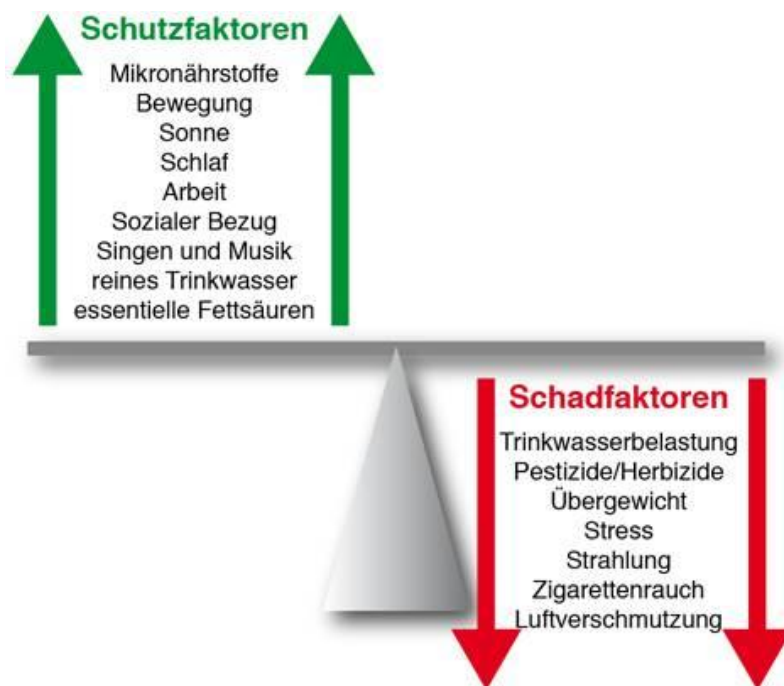 Schutzfaktoren
Mikronährstoffe
Bewegung
Sonne
Schlaf
Arbeit
Sozialer Bezug
Singen und Musik
reines Trinkwasser
essentielle Fettsäuren
Schadfaktoren
Trinkwasserbelastung
Pestizide/Herbizide
Übergewicht
Stress
Strahlung
Zigarettenrauch
Luftverschmutzung